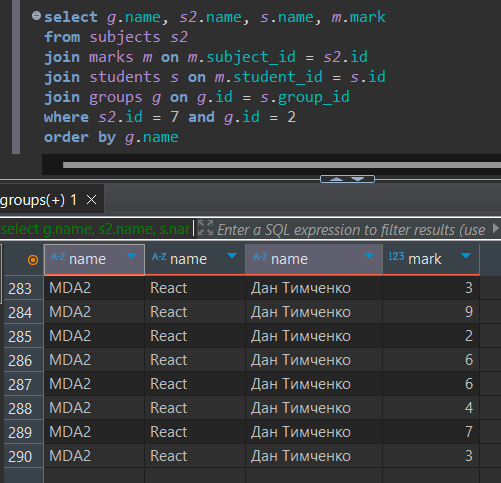 select g.name, s2.name, s.name, m.mark
from subjects s2
join marks m on m.subject_id = s2.id
join students s on m.student_id = s.id
join groups g on g.id = s.group_id
where s2.id = 7 and g.id = 2
order by g.name
groups(+) 1
select g.name, s2.name, s.nar Enter a SQL expression to filter results (use
A-Z name A-Z name A-Z name 123 mark
283 MDA2 React Дан Тимченко 3
284 MDA2 React Дан Тимченко 9
285 MDA2 React Дан Тимченко 2
286 MDA2 React Дан Тимченко 6
287 MDA2 React Дан Тимченко 6
288 MDA2 React Дан Тимченко 4
289 MDA2 React Дан Тимченко 7
290 MDA2 React Дан Тимченко 3